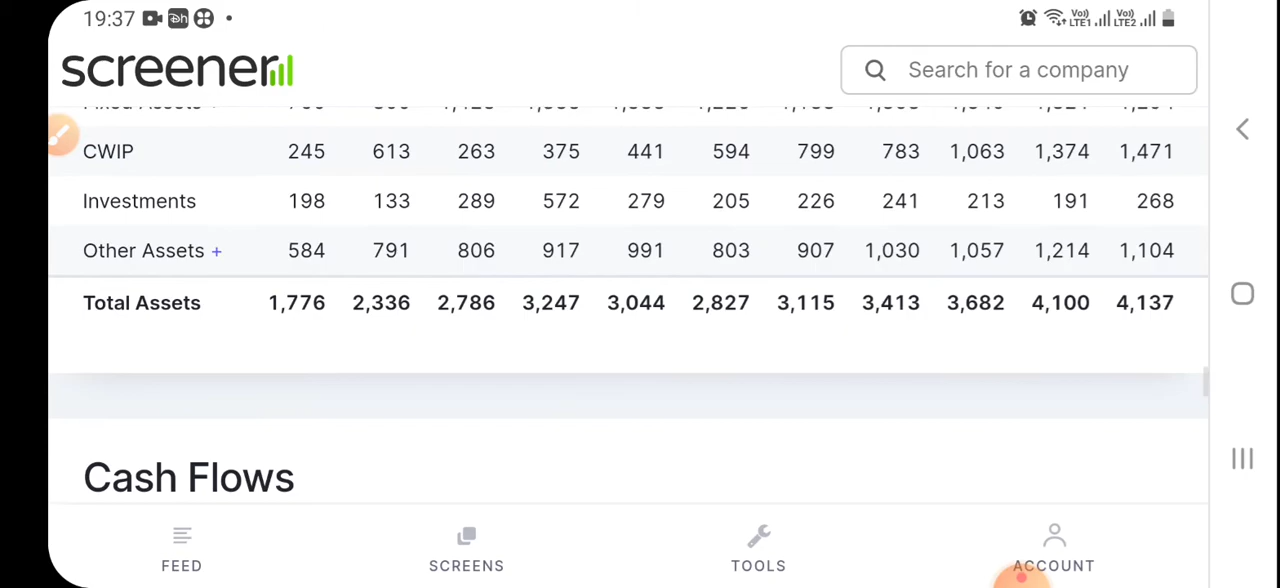 19:37
Vo) LTE1 Vo) LTE2
screener
Search for a company
CWIP 245 613 263 375 441 594 799 783 1,063 1,374 1,471
Investments 198 133 289 572 279 205 226 241 213 191 268
Other Assets + 584 791 806 917 991 803 907 1,030 1,057 1,214 1,104
Total Assets 1,776 2,336 2,786 3,247 3,044 2,827 3,115 3,413 3,682 4,100 4,137
Cash Flows
FEED SCREENS TOOLS ACCOUNT